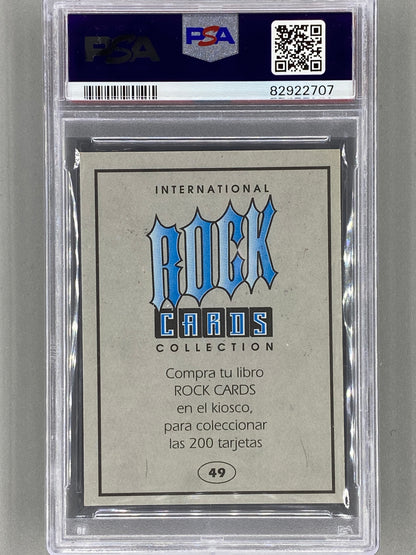 PSA PSA
82922707
INTERNATIONAL
ROCK
CARDS
COLLECTION
Compra tu libro
ROCK CARDS
en el kiosco,
para coleccionar
las 200 tarjetas
49